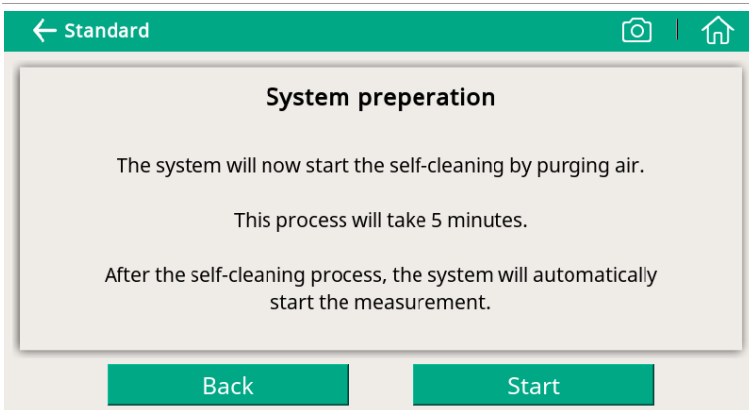 Standard
System preperation
The system will now start the self-cleaning by purging air.
This process will take 5 minutes.
After the self-cleaning process, the system will automatically
start the measurement.
Back
Start